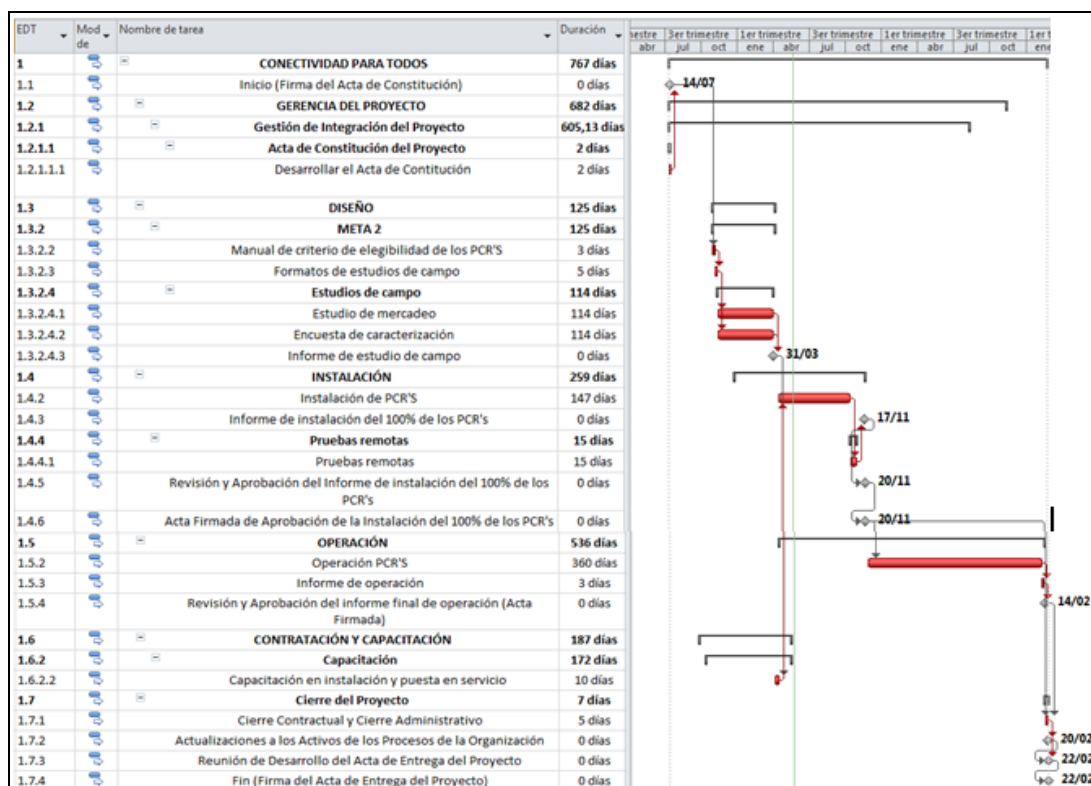 EDT Mod de Nombre de tarea Duración
estre 3er trimestre 1er trimestre 3er trimestre 1er trimestre 3er trimestre 1er t
abr jul oct ene abr jul oct ene abr jul oct ene
1 CONECTIVIDAD PARA TODOS 767 días
1.1 Inicio (Firma del Acta de Constitución) 0 días 14/07
1.2 GERENCIA DEL PROYECTO 682 días
1.2.1 Gestión de Integración del Proyecto 605,13 días
1.2.1.1 Acta de Constitución del Proyecto 2 días
1.2.1.1.1 Desarrollar el Acta de Contitución 2 días
1.3 DISEÑO 125 días
1.3.2 META 2 125 días
1.3.2.2 Manual de criterio de elegibilidad de los PCR'S 3 días
1.3.2.3 Formatos de estudios de campo 5 días
1.3.2.4 Estudios de campo 114 días
1.3.2.4.1 Estudio de mercadeo 114 días
1.3.2.4.2 Encuesta de caracterización 114 días
1.3.2.4.3 Informe de estudio de campo 0 días 31/03
1.4 INSTALACIÓN 259 días
1.4.2 Instalación de PCR'S 147 días
1.4.3 Informe de instalación del 100% de los PCR's 0 días 17/11
1.4.4 Pruebas remotas 15 días
1.4.4.1 Pruebas remotas 15 días
1.4.5 Revisión y Aprobación del Informe de instalación del 100% de los 0 días 20/11
PCR's
1.4.6 Acta Firmada de Aprobación de la Instalación del 100% de los PCR's 0 días 20/11
1.5 OPERACIÓN 536 días
1.5.2 Operación PCR'S 360 días
1.5.3 Informe de operación 3 días
1.5.4 Revisión y Aprobación del informe final de operación (Acta 0 días 14/02
Firmada)
1.6 CONTRATACIÓN Y CAPACITACIÓN 187 días
1.6.2 Capacitación 172 días
1.6.2.2 Capacitación en instalación y puesta en servicio 10 días
1.7 Cierre del Proyecto 7 días
1.7.1 Cierre Contractual y Cierre Administrativo 5 días
1.7.2 Actualizaciones a los Activos de los Procesos de la Organización 0 días 20/02
1.7.3 Reunión de Desarrollo del Acta de Entrega del Proyecto 0 días 22/02
1.7.4 Fin (Firma del Acta de Entrega del Proyecto) 0 días 22/02